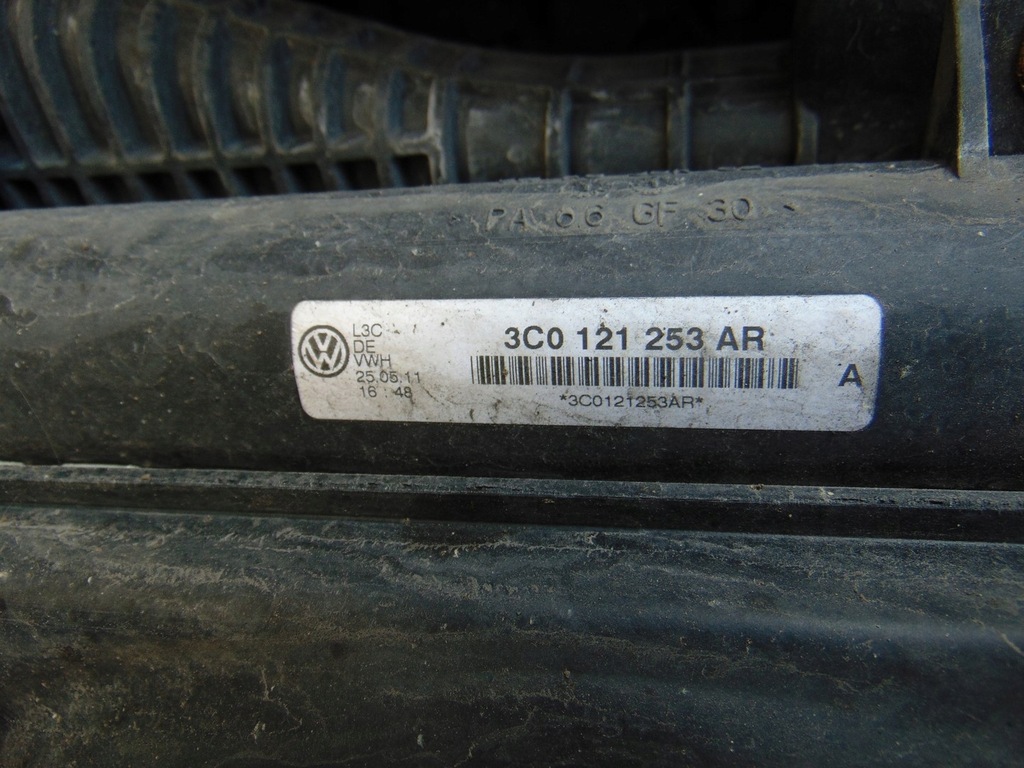 PA 66 GF 30
L3C
DE
VWH
25.05.11
16:48
3C0 121 253 AR
*3C0121253AR*
A